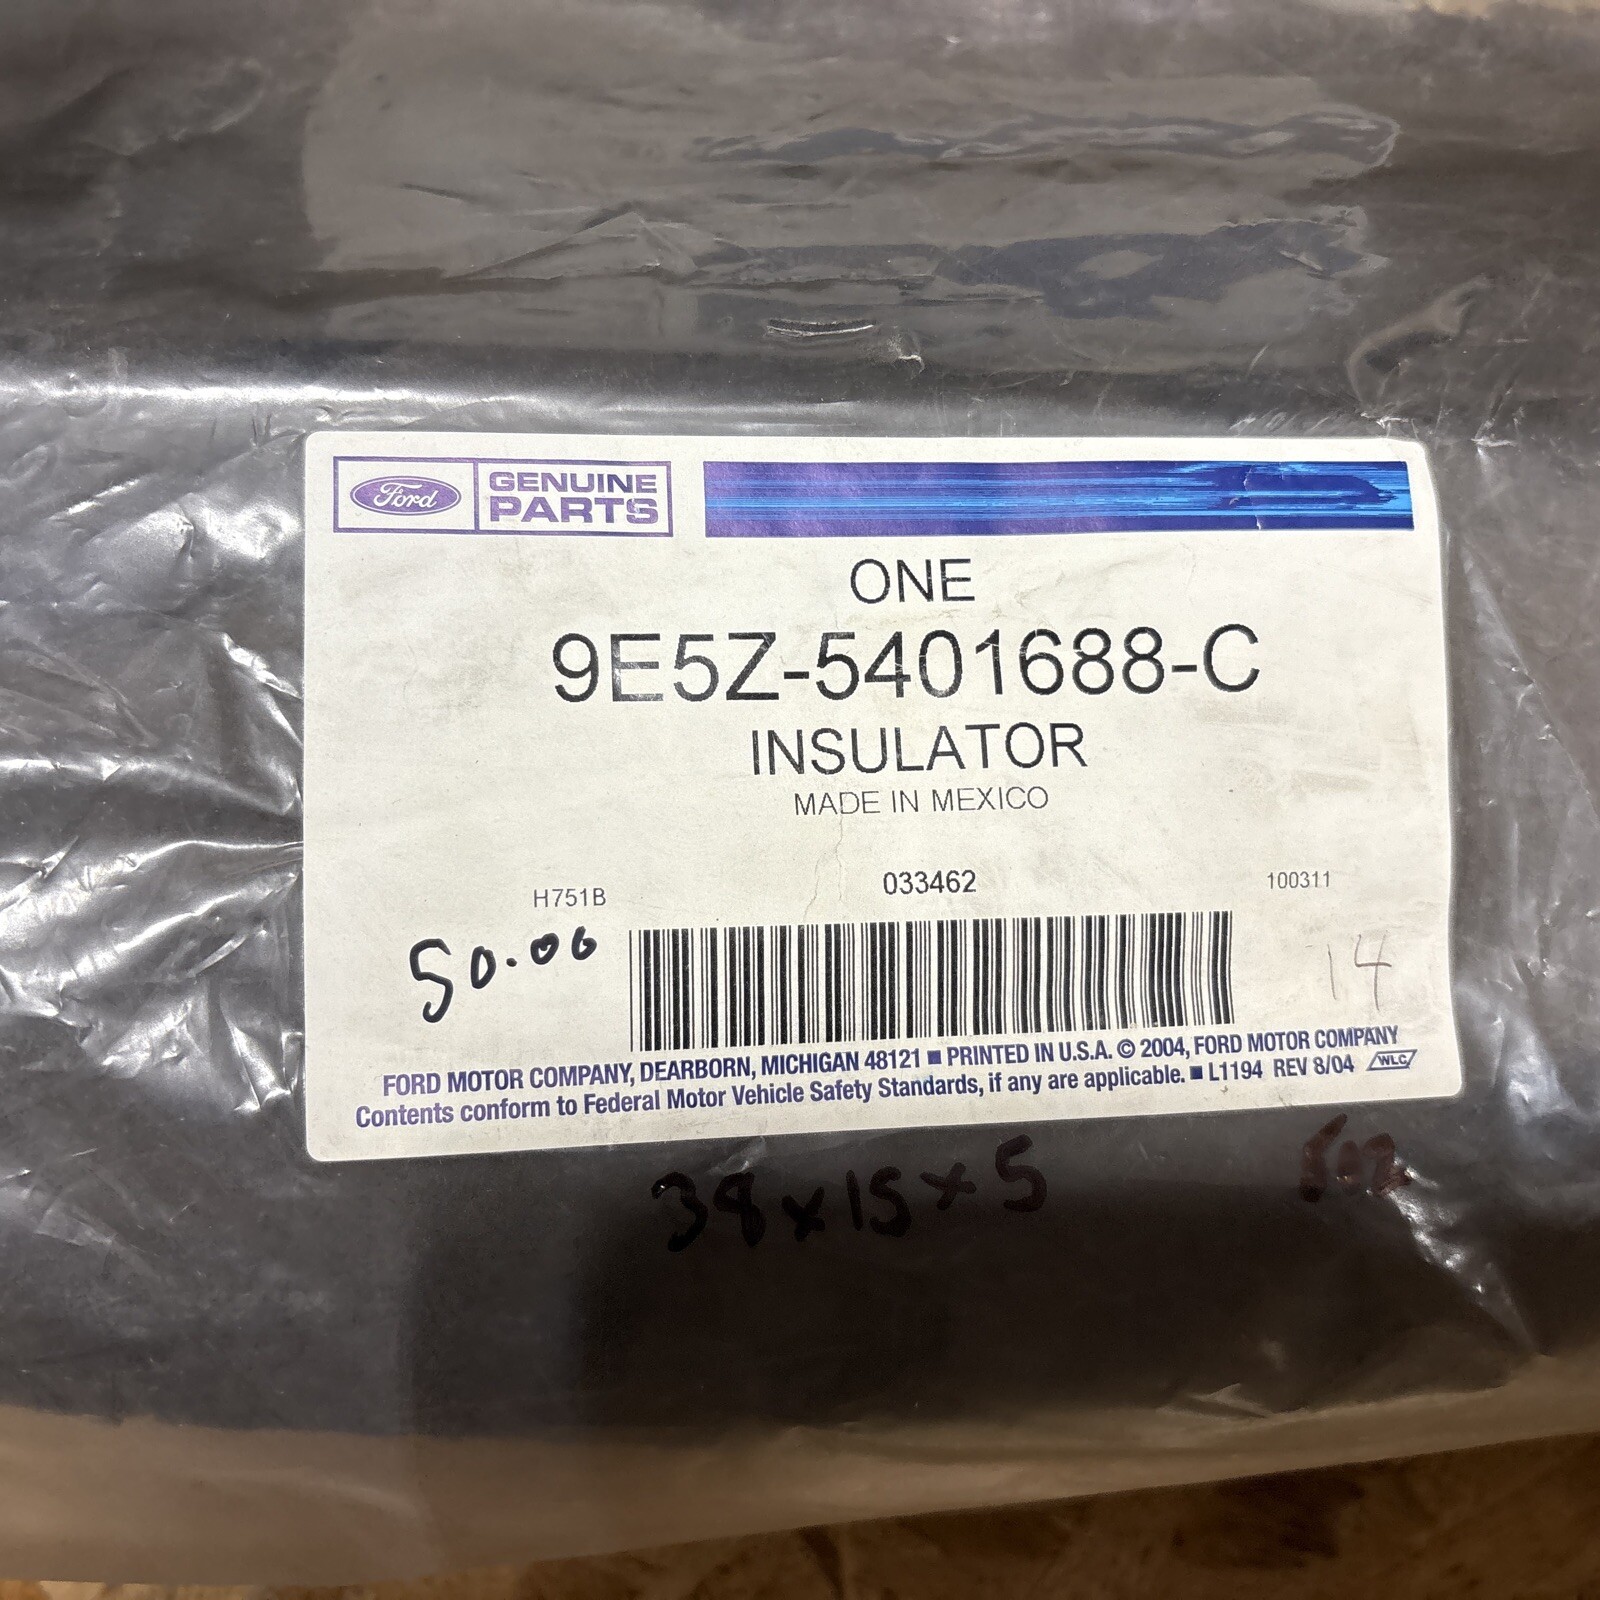 Ford GENUINE PARTS
ONE
9E5Z-5401688-C
INSULATOR
MADE IN MEXICO
H751B 033462 100311
50.00
14
FORD MOTOR COMPANY, DEARBORN, MICHIGAN 48121 ■ PRINTED IN U.S.A. © 2004, FORD MOTOR COMPANY
Contents conform to Federal Motor Vehicle Safety Standards, if any are applicable. ■ L1194 REV 8/04 WLC
38x15x5